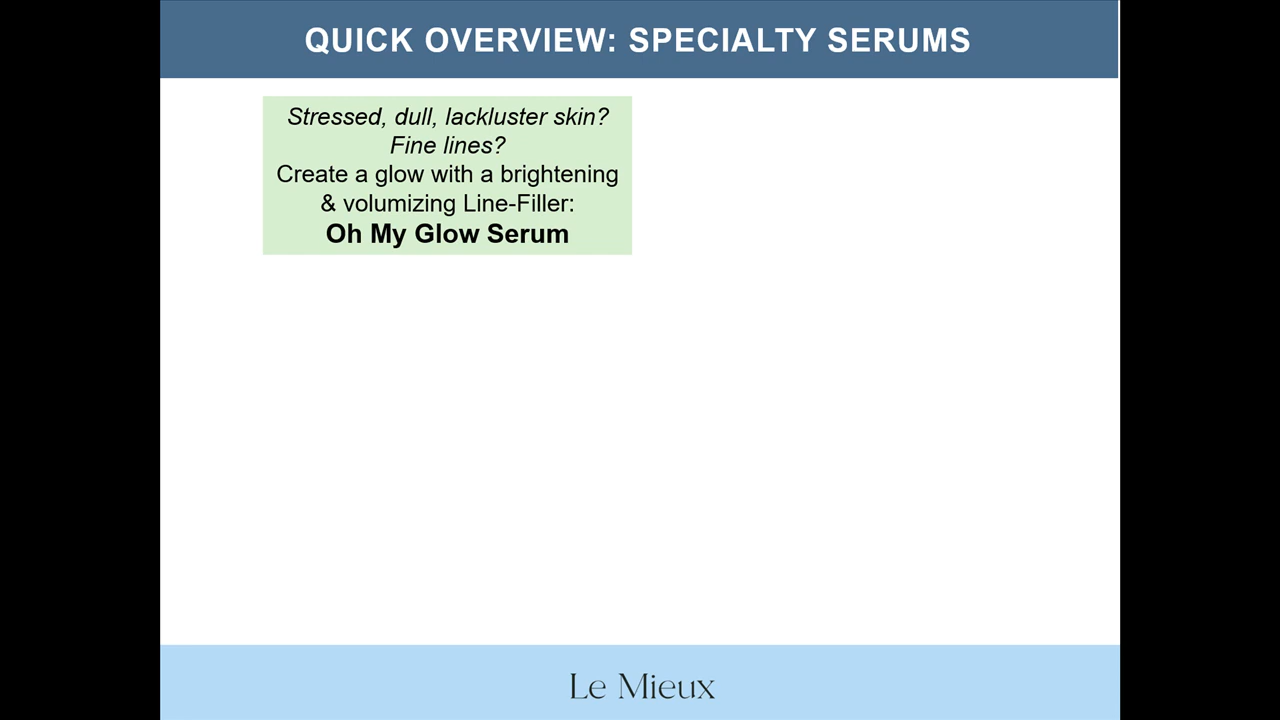 QUICK OVERVIEW: SPECIALTY SERUMS
Stressed, dull, lackluster skin?
Fine lines?
Create a glow with a brightening
& volumizing Line-Filler:
Oh My Glow Serum
Le Mieux